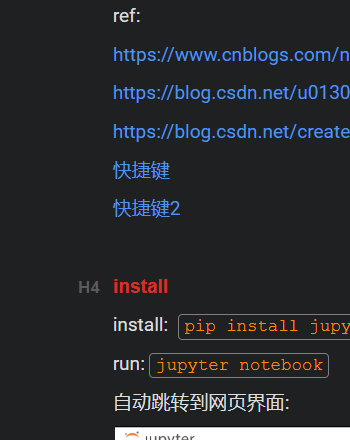 ref:
https://www.cnblogs.com/n
https://blog.csdn.net/u0130
https://blog.csdn.net/create
快捷键
快捷键2
H4 install
install: pip install jupy
run: jupyter notebook
自动跳转到网页界面:
jupyter